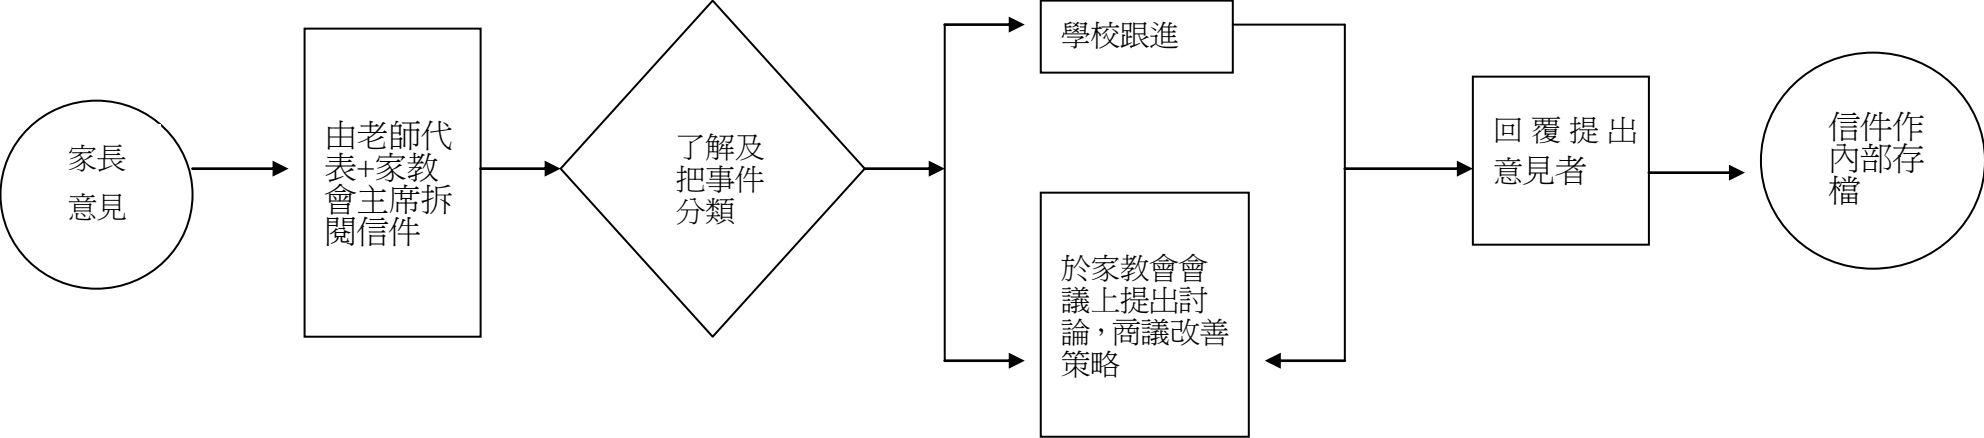 家長
意見
由老師代
表+家教
會主席拆
閱信件
了解及
把事件
分類
學校跟進
於家教會會
議上提出討
論，商議改善
策略
回覆提出
意見者
信件作
內部存
檔